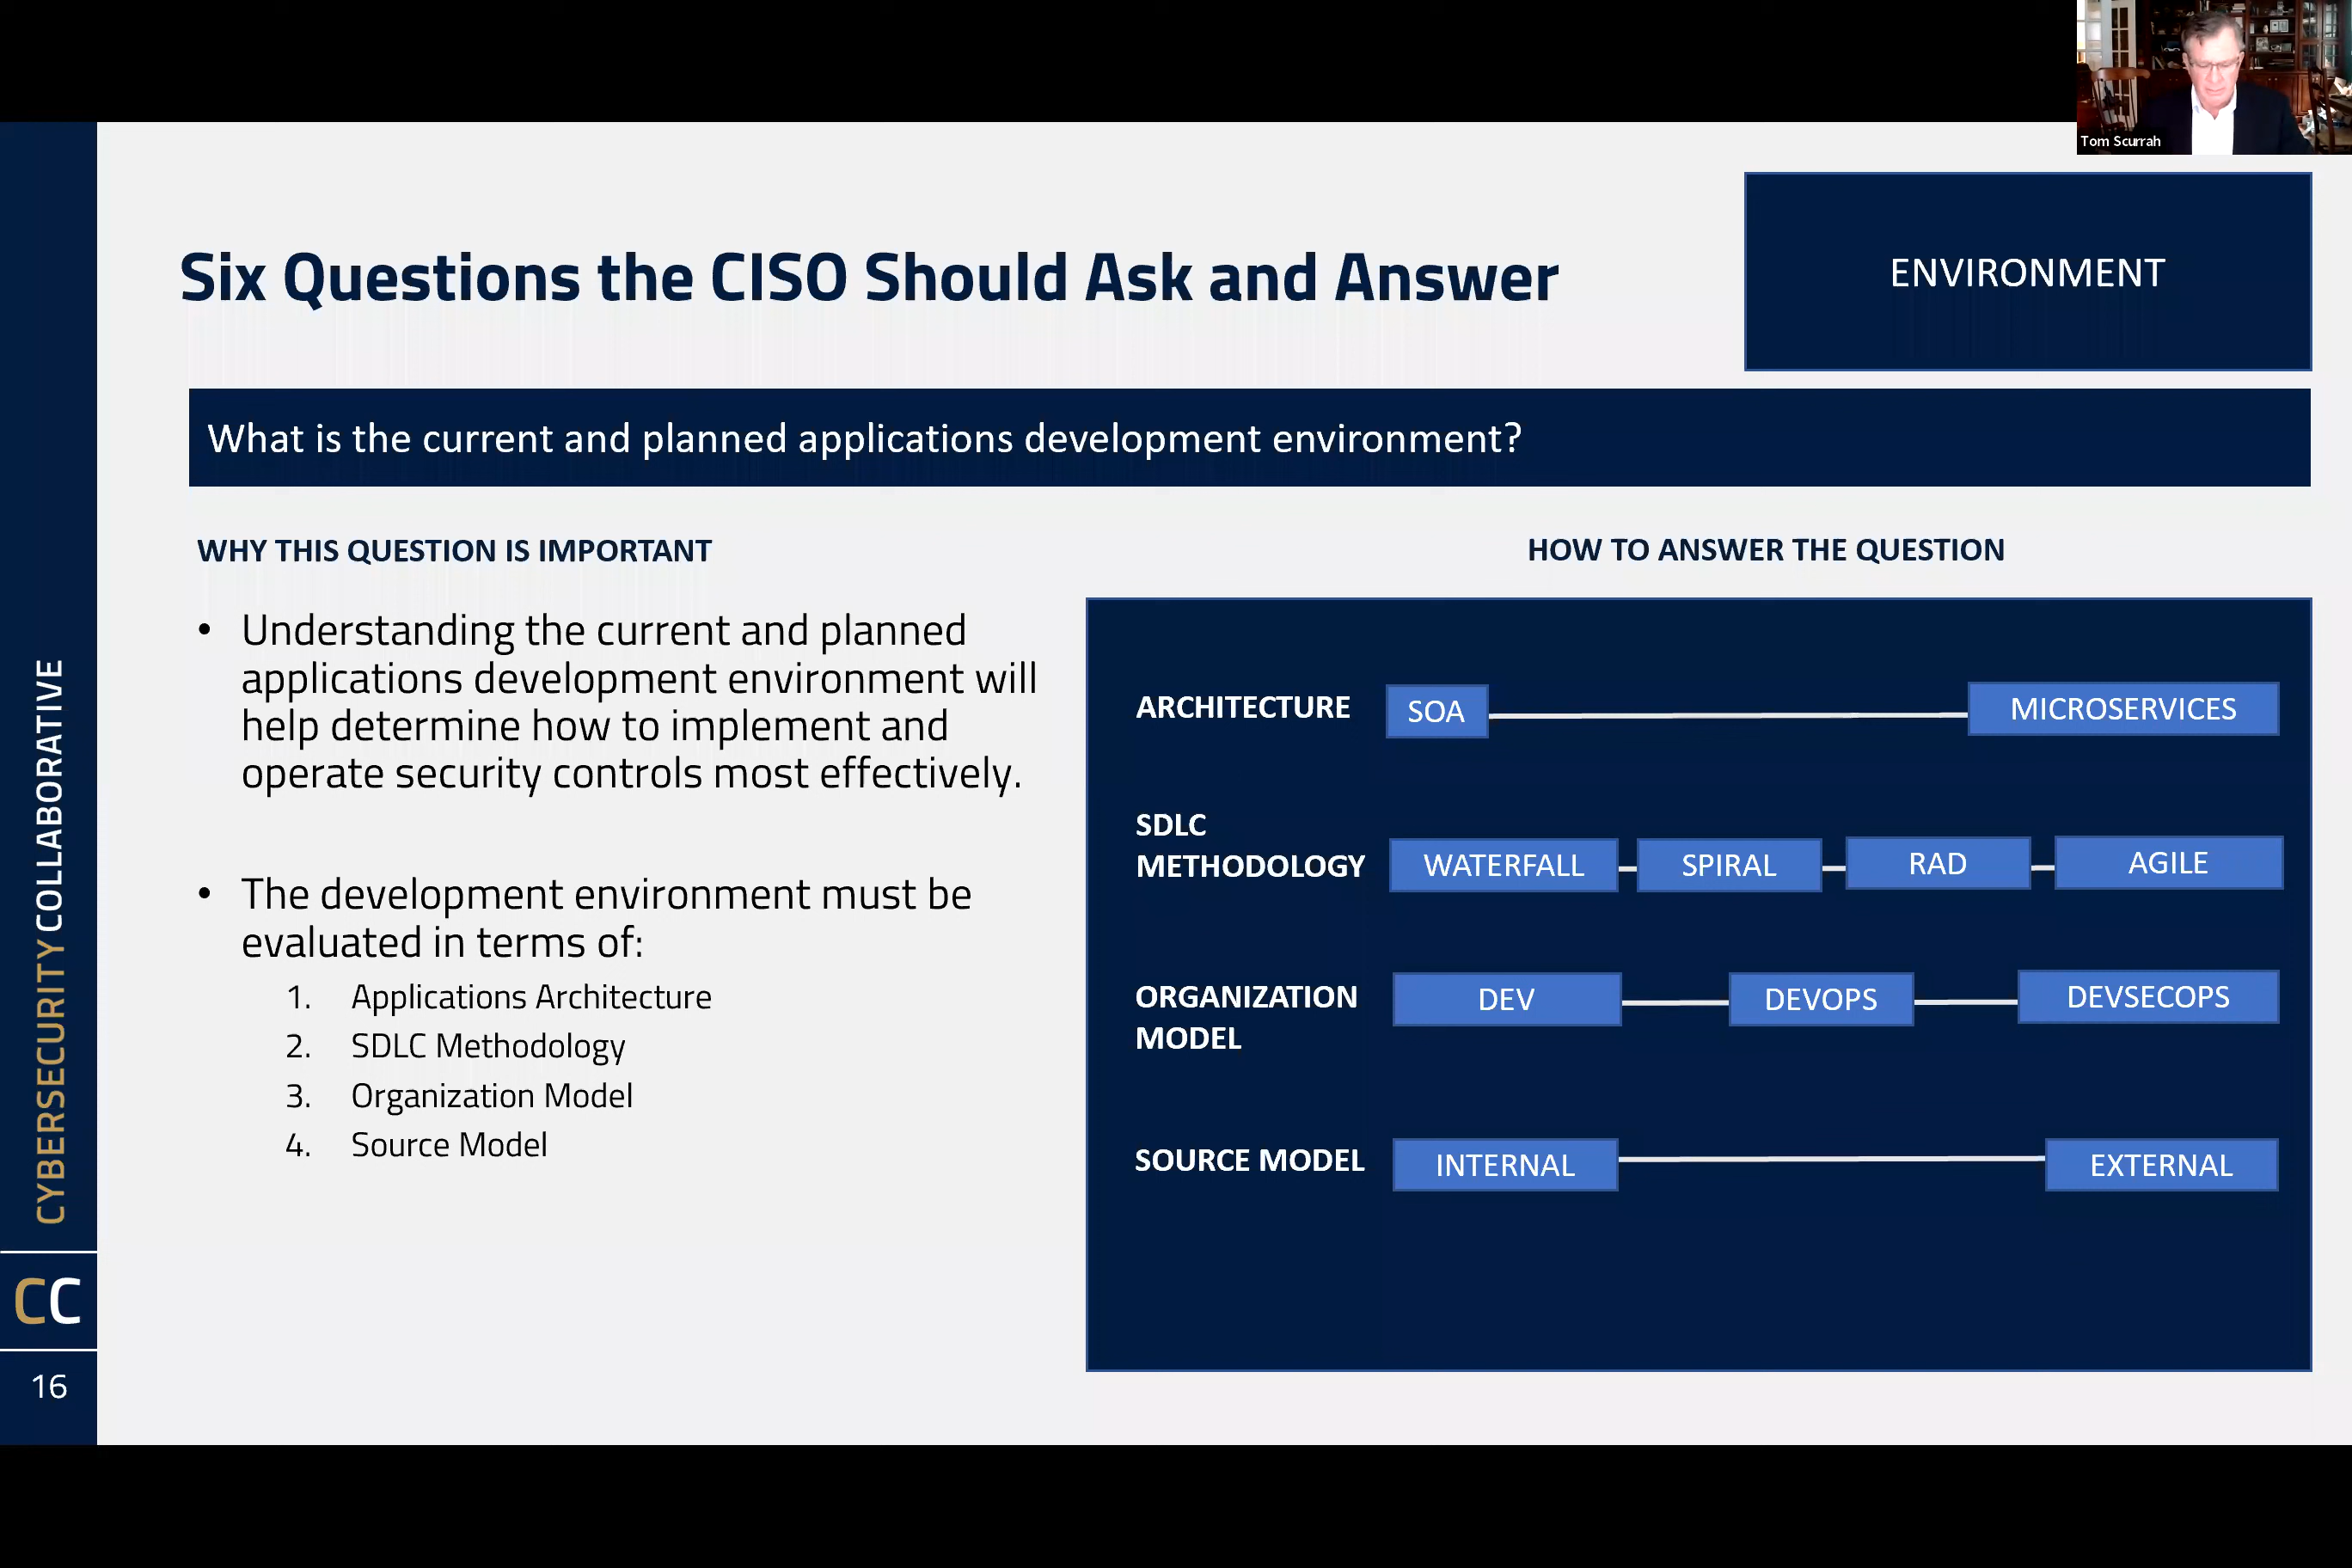 Tom Scurrah
Six Questions the CISO Should Ask and Answer
ENVIRONMENT
What is the current and planned applications development environment?
WHY THIS QUESTION IS IMPORTANT
• Understanding the current and planned
applications development environment will
help determine how to implement and
operate security controls most effectively.
• The development environment must be
evaluated in terms of:
1. Applications Architecture
2. SDLC Methodology
3. Organization Model
4. Source Model
HOW TO ANSWER THE QUESTION
ARCHITECTURE SOA MICROSERVICES
SDLC
METHODOLOGY WATERFALL SPIRAL RAD AGILE
ORGANIZATION DEV DEVOPS DEVSECOPS
MODEL
SOURCE MODEL INTERNAL EXTERNAL
CYBERSECURITY COLLABORATIVE
CC
16